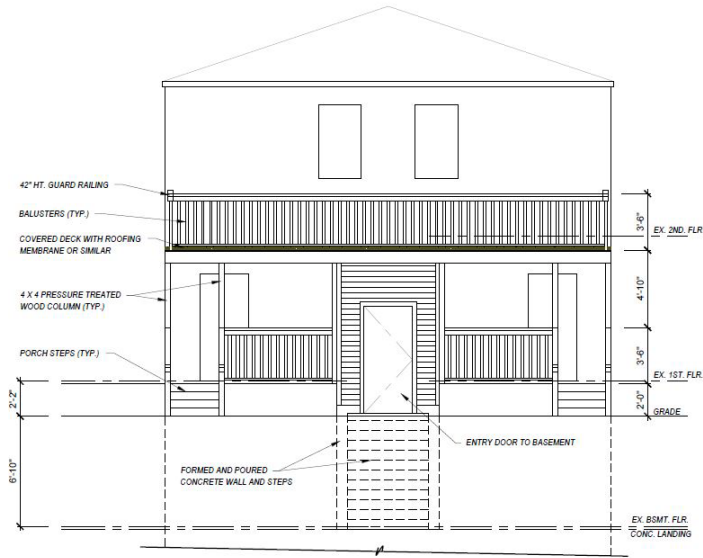 42" HT. GUARD RAILING
BALUSTERS (TYP.)
COVERED DECK WITH ROOFING
MEMBRANE OR SIMILAR
4 X 4 PRESSURE TREATED
WOOD COLUMN (TYP.)
PORCH STEPS (TYP.)
2'-2"
6'-10"
FORMED AND POURED
CONCRETE WALL AND STEPS
ENTRY DOOR TO BASEMENT
3'-6"
EX. 2ND. FLR
4'-10"
3'-6"
EX. 1ST. FLR.
2'-0"
GRADE
EX. BSMT. FLR.
CONC. LANDING